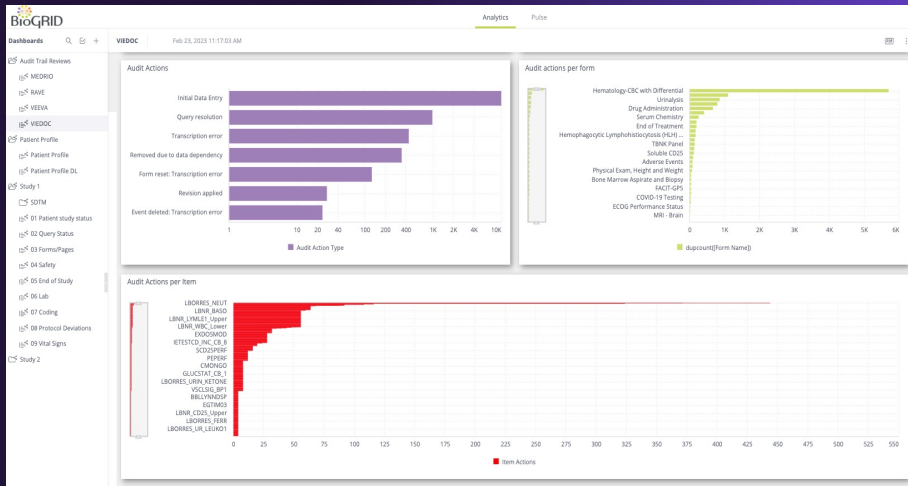 BioGRID
Analytics
Pulse
Dashboards
VIEDOC
Feb 23, 2023 11:17.03 AM
Audit Trail Reviews
MEDRIO
RAVE
VEEVA
VIEDOC
Patient Profile
Patient Profile
Patient Profile DL
Study 1
SDTM
01 Patient study status
02 Query Status
03 Forms/Pages
04 Safety
05 End of Study
06 Lab
07 Coding
08 Protocol Deviations
09 Vital Signs
Study 2
Audit Actions
Initial Data Entry
Query resolution
Transcription error
Removed due to data dependency
Form reset: Transcription error
Revision applied
Event deleted: Transcription error
1 10 20 40 100 200 400 1K 2K 4K 10K
Audit Action Type
Audit actions per form
Hematology-CBC with Differential
Urinalysis
Drug Administration
Serum Chemistry
End of Treatment
Hemophagocytic Lymphohistiocytosis (HLH) ...
TBNK Panel
Soluble CD25
Adverse Events
Physical Exam, Height and Weight
Bone Marrow Aspirate and Biopsy
FACIT-GP5
COVID-19 Testing
ECOG Performance Status
MRI - Brain
0 1K 2K 3K 4K 5K 6K
dupcount([Form Name])
Audit Actions per Item
LBORRES_NEUT
LBNR_BASO
LBNR_LYMLE1_Upper
LBNR_WBC_Lower
EXDOSMOD
IETESTCD_INC_CB_8
SCD25PERF
PEPERF
CMONGO
GLUCSTAT_CB_1
LBORRES_URIN_KETONE
VSCLSIG_BP1
BBLLYNNDSP
EGTIM03
LBNR_CD25_Upper
LBORRES_FERR
LBORRES_UR_LEUKO1
0 25 50 75 100 125 150 175 200 225 250 275 300 325 350 375 400 425 450 475 500 525 550
Item Actions